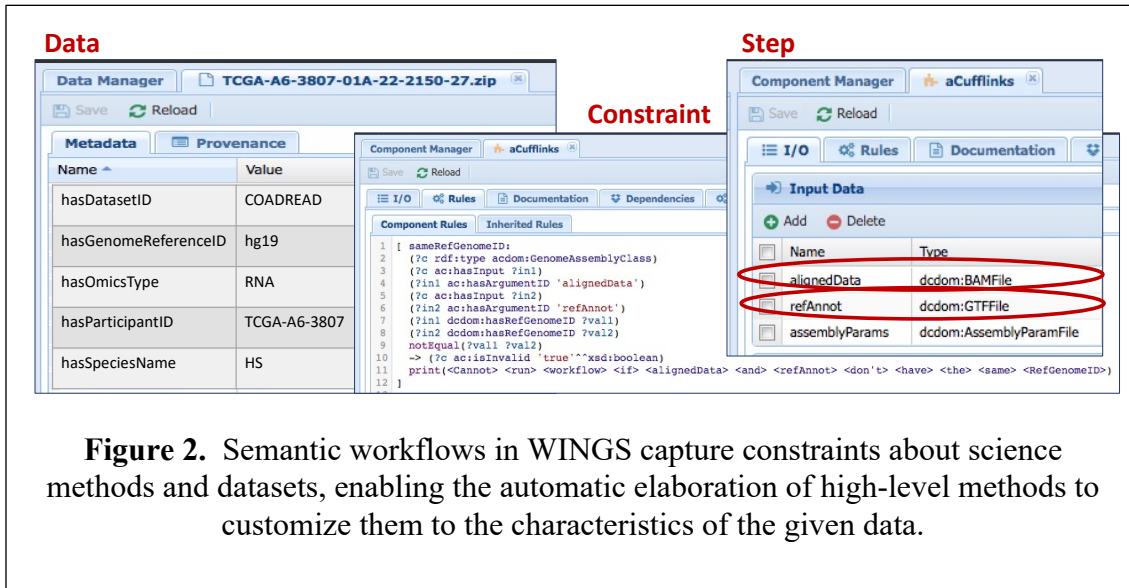 Data
Data Manager TCGA-A6-3807-01A-22-2150-27.zip
Save Reload
Metadata Provenance
Name Value
hasDatasetID COADREAD
hasGenomeReferenceID hg19
hasOmicsType RNA
hasParticipantID TCGA-A6-3807
hasSpeciesName HS
Constraint
Component Manager aCufflinks
Save Reload
I/O Rules Documentation Dependencies
Component Rules Inherited Rules
1 [ sameRefGenomeID:
2 (?c rdf:type acdom:GenomeAssemblyClass)
3 (?c ac:hasInput ?in1)
4 (?in1 ac:hasArgumentID 'alignedData')
5 (?c ac:hasInput ?in2)
6 (?in2 ac:hasArgumentID 'refAnnot')
7 (?in1 dcdom:hasRefGenomeID ?val1)
8 (?in2 dcdom:hasRefGenomeID ?val2)
9 notEqual(?val1 ?val2)
10 -> (?c ac:isInvalid 'true'^^xsd:boolean)
11 print(<Cannot> <run> <workflow> <if> <alignedData> <and> <refAnnot> <don't> <have> <the> <same> <RefGenomeID>)
12 ]
Step
Component Manager aCufflinks
Save Reload
I/O Rules Documentation
Input Data
Add Delete
Name Type
alignedData dcdom:BAMFile
refAnnot dcdom:GTFFile
assemblyParams dcdom:AssemblyParamFile
Figure 2. Semantic workflows in WINGS capture constraints about science
methods and datasets, enabling the automatic elaboration of high-level methods to
customize them to the characteristics of the given data.